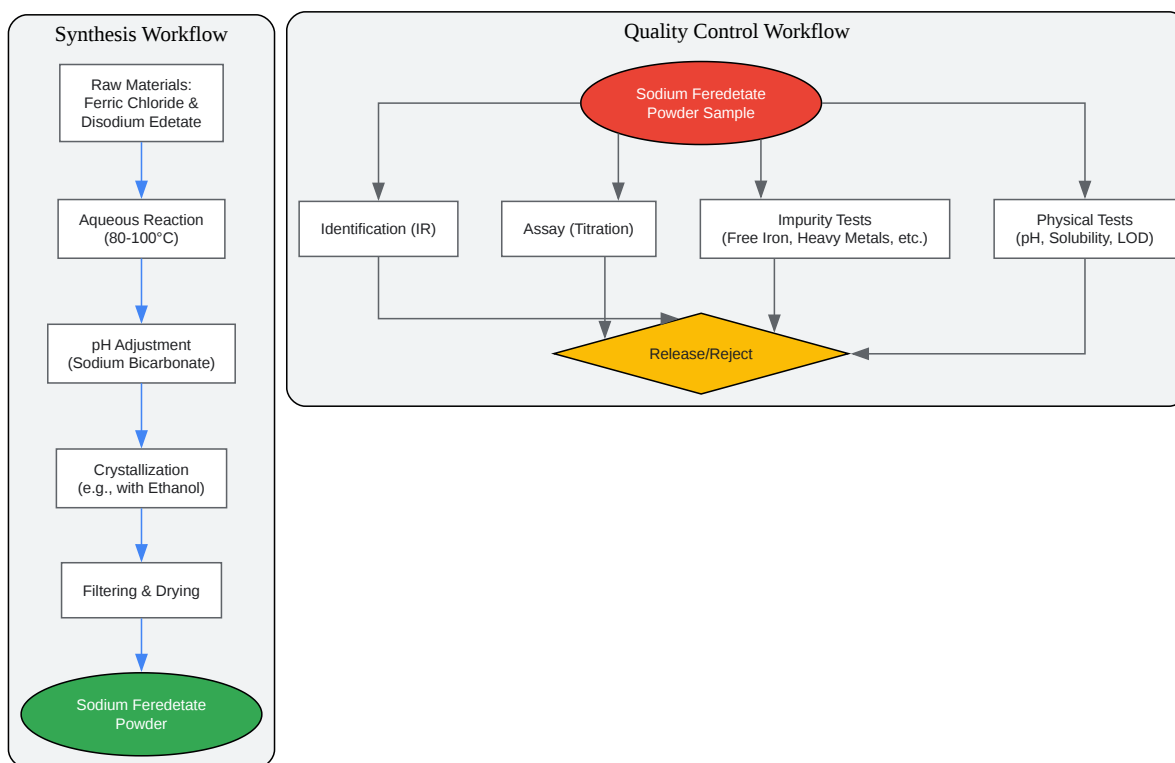 Synthesis Workflow
Raw Materials:
Ferric Chloride &
Disodium Edetate
Aqueous Reaction
(80-100°C)
pH Adjustment
(Sodium Bicarbonate)
Crystallization
(e.g., with Ethanol)
Filtering & Drying
Sodium Feredetate
Powder
Quality Control Workflow
Sodium Feredetate
Powder Sample
Identification (IR)
Assay (Titration)
Impurity Tests
(Free Iron, Heavy Metals, etc.)
Physical Tests
(pH, Solubility, LOD)
Release/Reject